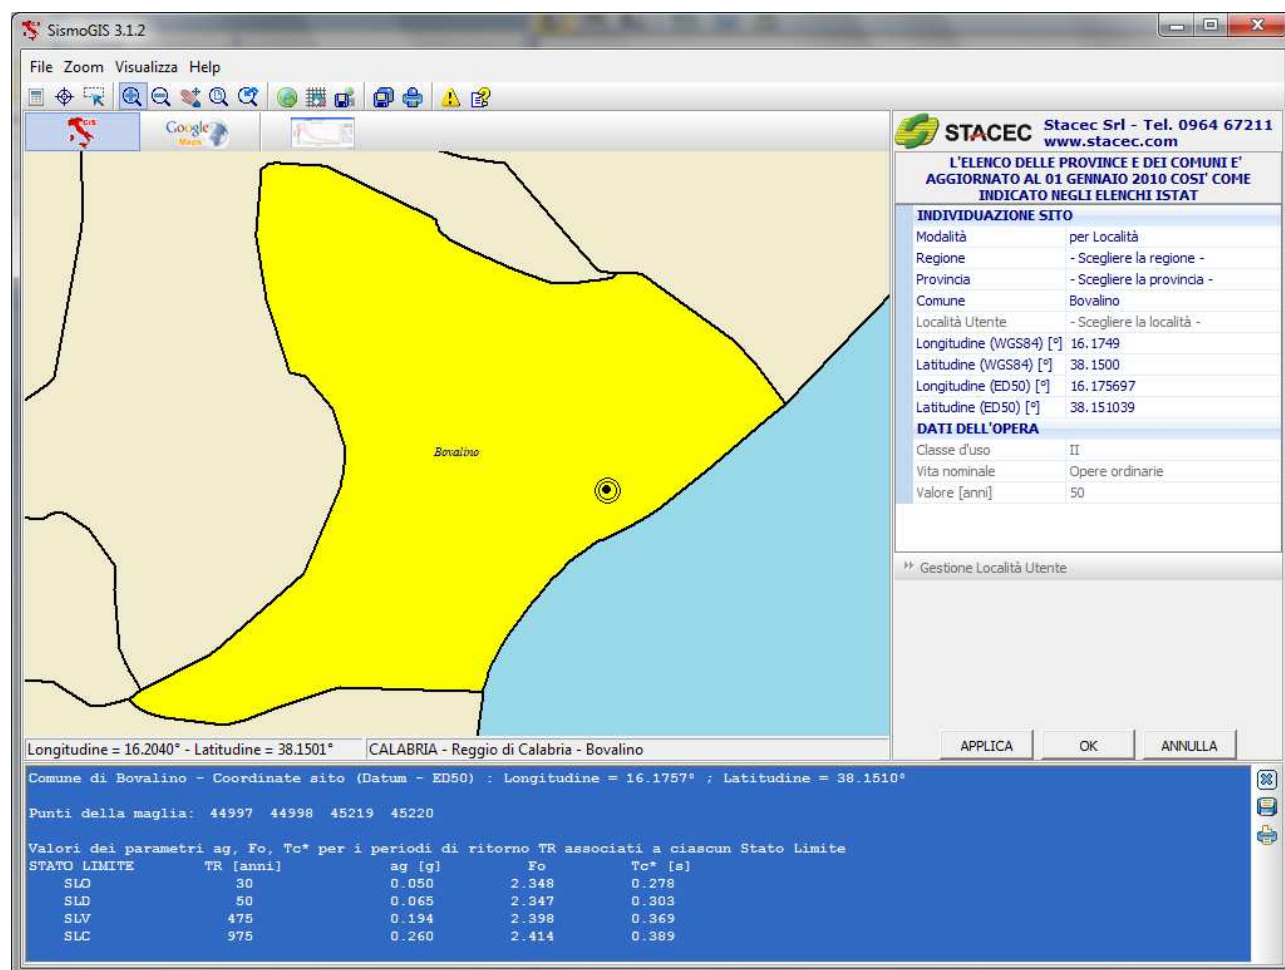 SismoGIS 3.1.2
File Zoom Visualizza Help
GIS
Google
Maps
STACEC
Stacec Srl - Tel. 0964 67211
www.stacec.com
L'ELENCO DELLE PROVINCE E DEI COMUNI E'
AGGIORNATO AL 01 GENNAIO 2010 COSI' COME
INDICATO NEGLI ELENCHI ISTAT
INDIVIDUAZIONE SITO
Modalità per Località
Regione - Scegliere la regione -
Provincia - Scegliere la provincia -
Comune Bovalino
Località Utente - Scegliere la località -
Longitudine (WGS84) [°] 16.1749
Latitudine (WGS84) [°] 38.1500
Longitudine (ED50) [°] 16.175697
Latitudine (ED50) [°] 38.151039
DATI DELL'OPERA
Classe d'uso II
Vita nominale Opere ordinarie
Valore [anni] 50
Gestione Località Utente
Bovalino
APPLICA OK ANNULLA
Longitudine = 16.2040° - Latitudine = 38.1501° CALABRIA - Reggio di Calabria - Bovalino
Comune di Bovalino - Coordinate sito (Datum - ED50) : Longitudine = 16.1757° ; Latitudine = 38.1510°
Punti della maglia: 44997 44998 45219 45220
Valori dei parametri ag, Fo, Tc* per i periodi di ritorno TR associati a ciascun Stato Limite
STATO LIMITE TR [anni] ag [g] Fo Tc* [s]
SLO 30 0.050 2.348 0.278
SLD 50 0.065 2.347 0.303
SLV 475 0.194 2.398 0.369
SLC 975 0.260 2.414 0.389